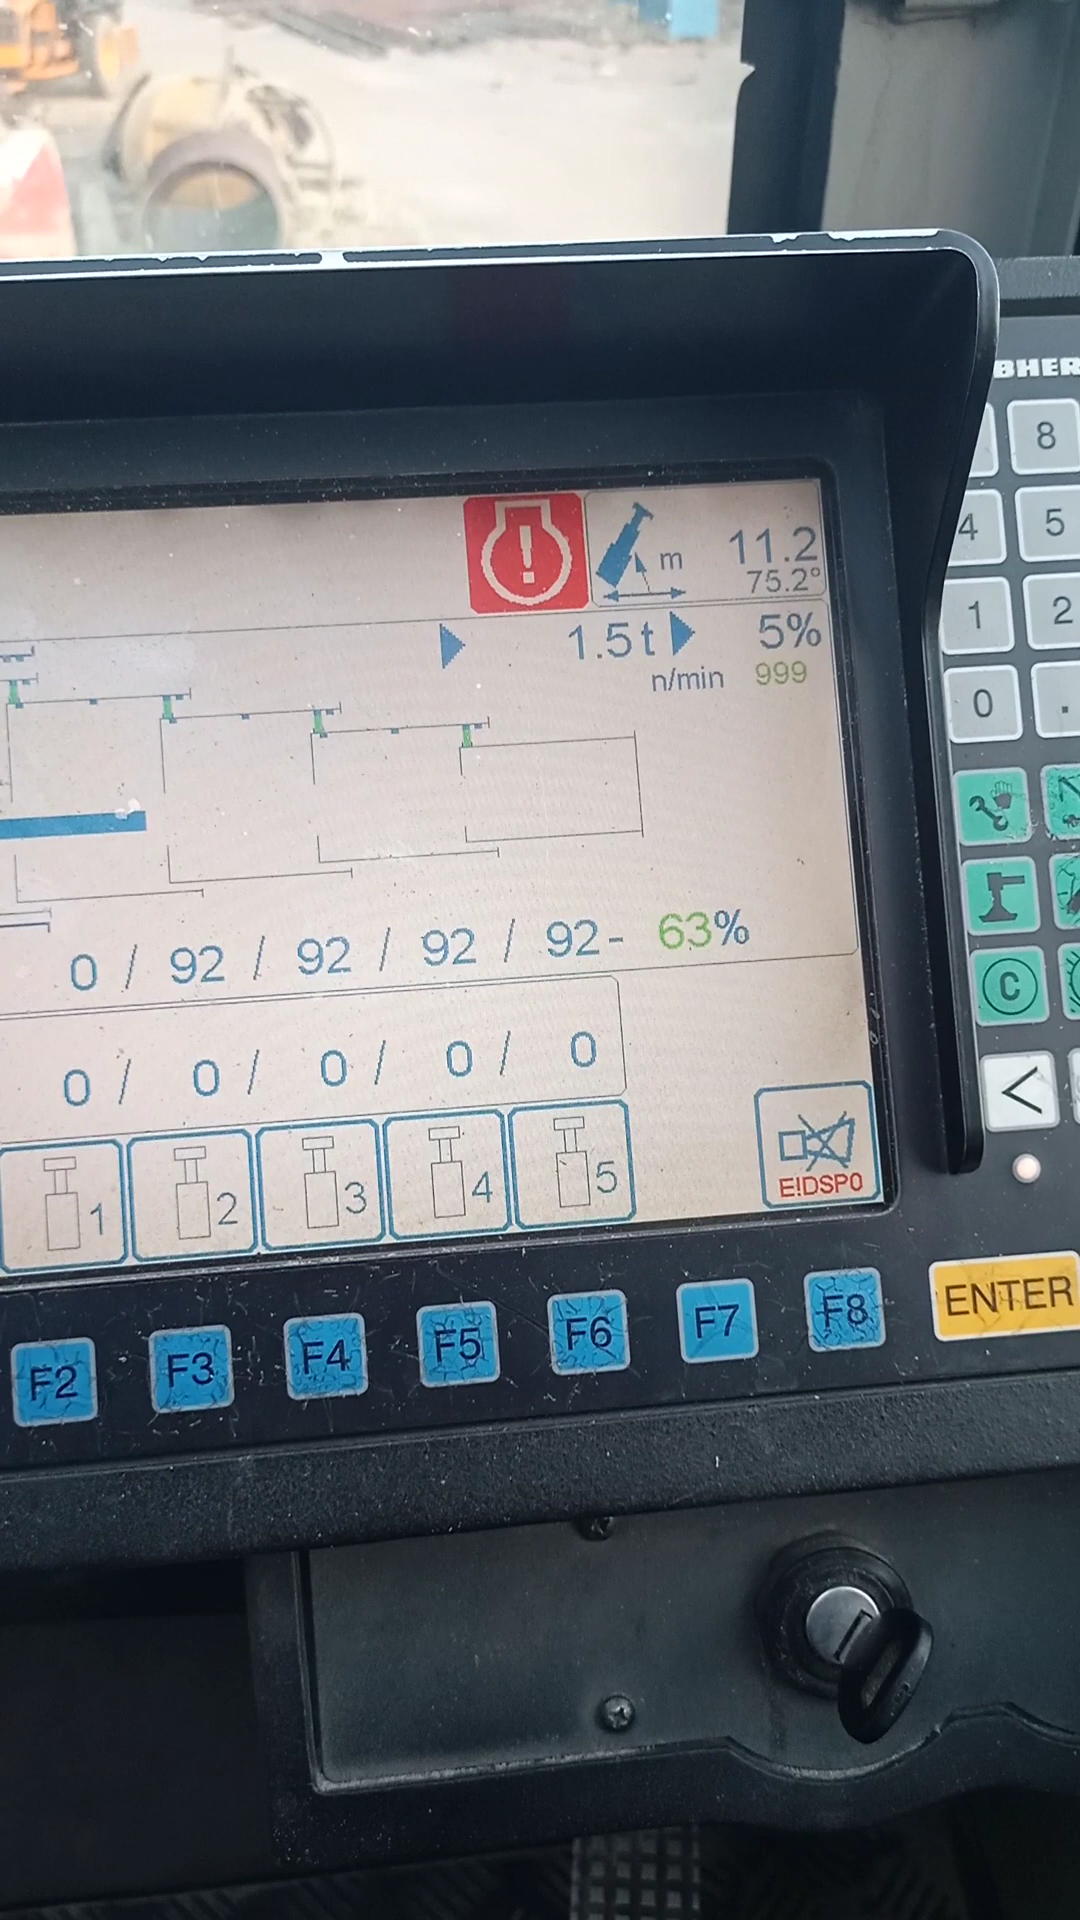 BHER
11.2
m
75.2°
1.5t 5%
n/min 999
0 / 92 / 92 / 92 / 92- 63%
0 / 0 / 0 / 0 / 0
1 2 3 4 5
E!DSP0
8
4 5
1 2
0 .
C
<
F2 F3 F4 F5 F6 F7 F8 ENTER